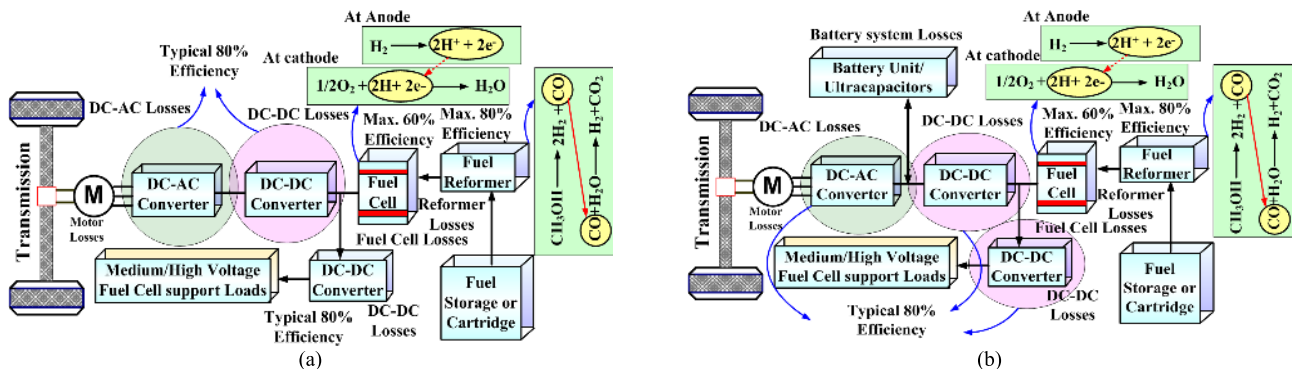 At Anode
H₂ → 2H⁺ + 2e⁻
Typical 80%
Efficiency
At cathode
1/2O₂ + 2H+ 2e- → H₂O
DC-AC Losses
DC-DC Losses
Max. 60%
Efficiency
Max. 80%
Efficiency
Transmission
M
Motor
Losses
DC-AC
Converter
DC-DC
Converter
Fuel
Cell
Fuel
Reformer
Reformer
Losses
Fuel Cell Losses
CH₃OH → 2H₂ + CO
CO+H₂O → H₂+CO₂
Medium/High Voltage
Fuel Cell support Loads
DC-DC
Converter
DC-DC
Losses
Typical 80%
Efficiency
Fuel
Storage or
Cartridge
(a)
At Anode
H₂ → 2H⁺ + 2e⁻
Battery system Losses
Battery Unit/
Ultracapacitors
At cathode
1/2O₂ + 2H+ 2e- → H₂O
DC-AC Losses
DC-DC Losses
Max. 60%
Efficiency
Max. 80%
Efficiency
Transmission
M
Motor
Losses
DC-AC
Converter
DC-DC
Converter
Fuel
Cell
Fuel
Reformer
Reformer
Losses
Fuel Cell Losses
CH₃OH → 2H₂ + CO
CO+H₂O → H₂+CO₂
Medium/High Voltage
Fuel Cell support Loads
DC-DC
Converter
DC-DC
Losses
Typical 80%
Efficiency
Fuel
Storage or
Cartridge
(b)